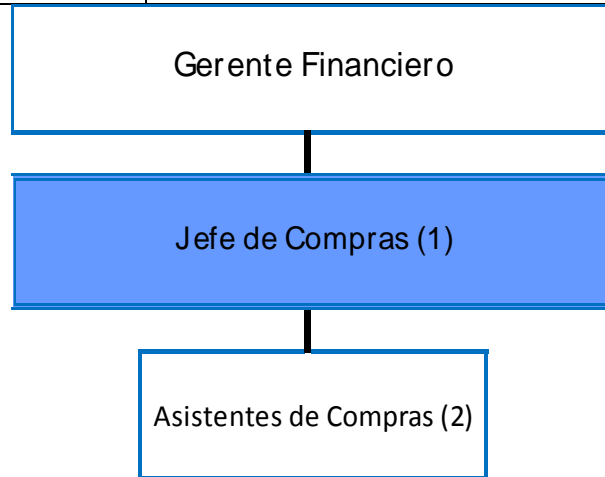 Gerente Financiero
Jefe de Compras (1)
Asistentes de Compras (2)